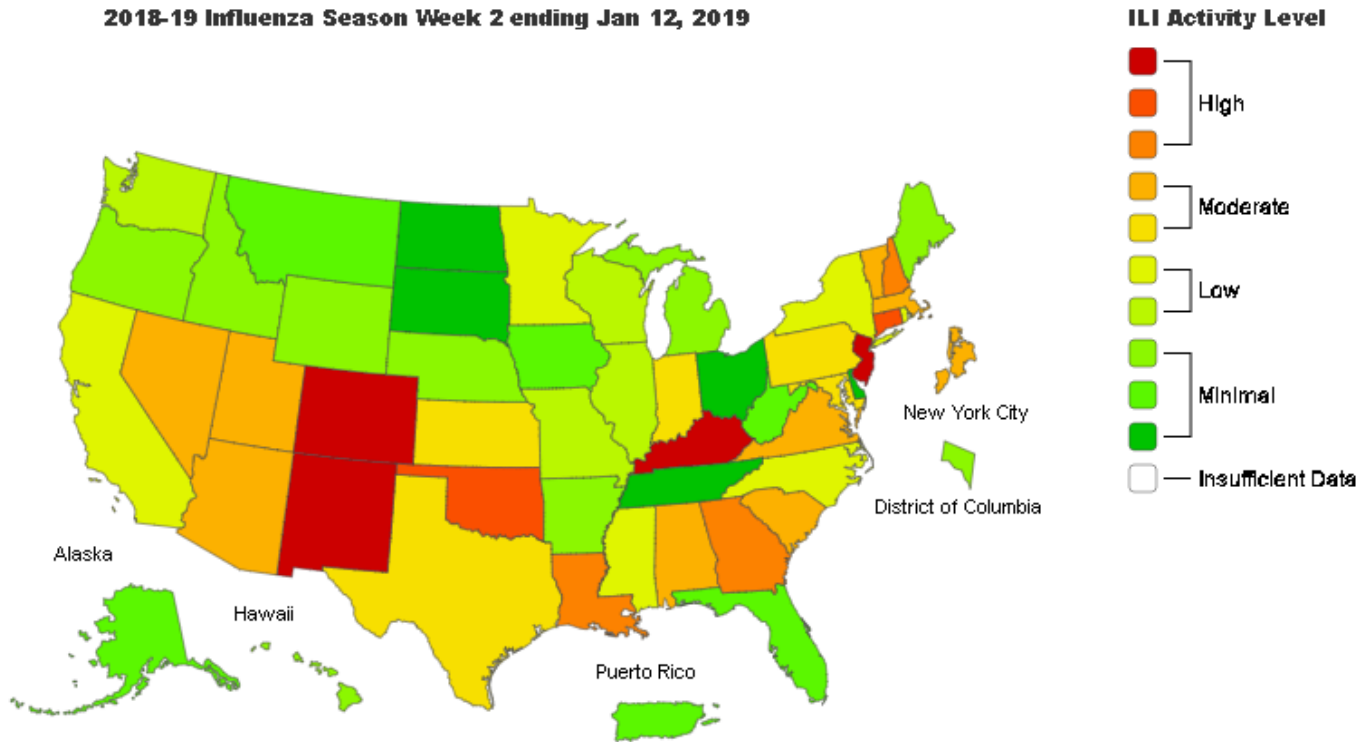 2018-19 Influenza Season Week 2 ending Jan 12, 2019
ILI Activity Level
High
Moderate
Low
Minimal
Insufficient Data
New York City
District of Columbia
Alaska
Hawaii
Puerto Rico